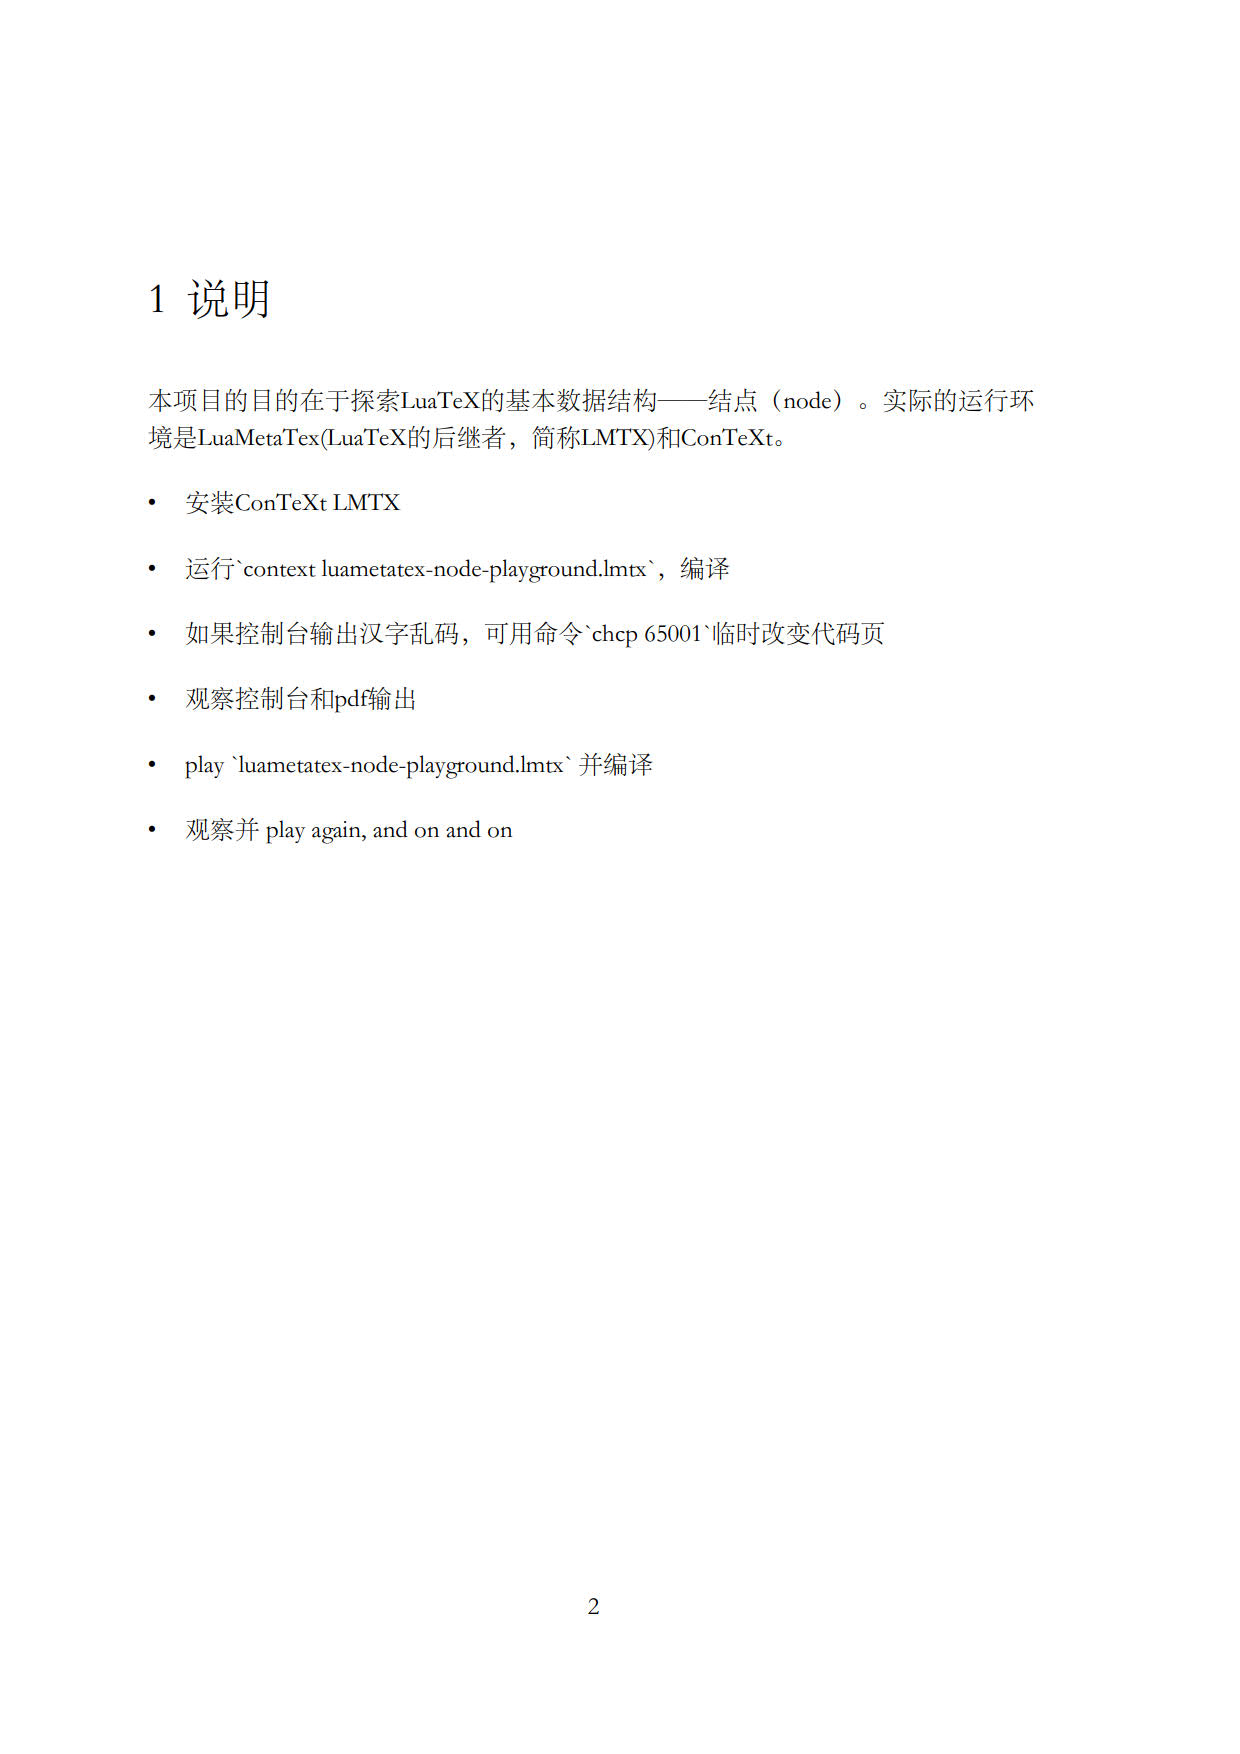 1 说明
本项目的目的在于探索LuaTeX的基本数据结构——结点（node）。实际的运行环
境是LuaMetaTex(LuaTeX的后继者，简称LMTX)和ConTeXt。
• 安装ConTeXt LMTX
• 运行`context luametatex-node-playground.lmtx`，编译
• 如果控制台输出汉字乱码，可用命令`chcp 65001`临时改变代码页
• 观察控制台和pdf输出
• play `luametatex-node-playground.lmtx` 并编译
• 观察并 play again, and on and on
2